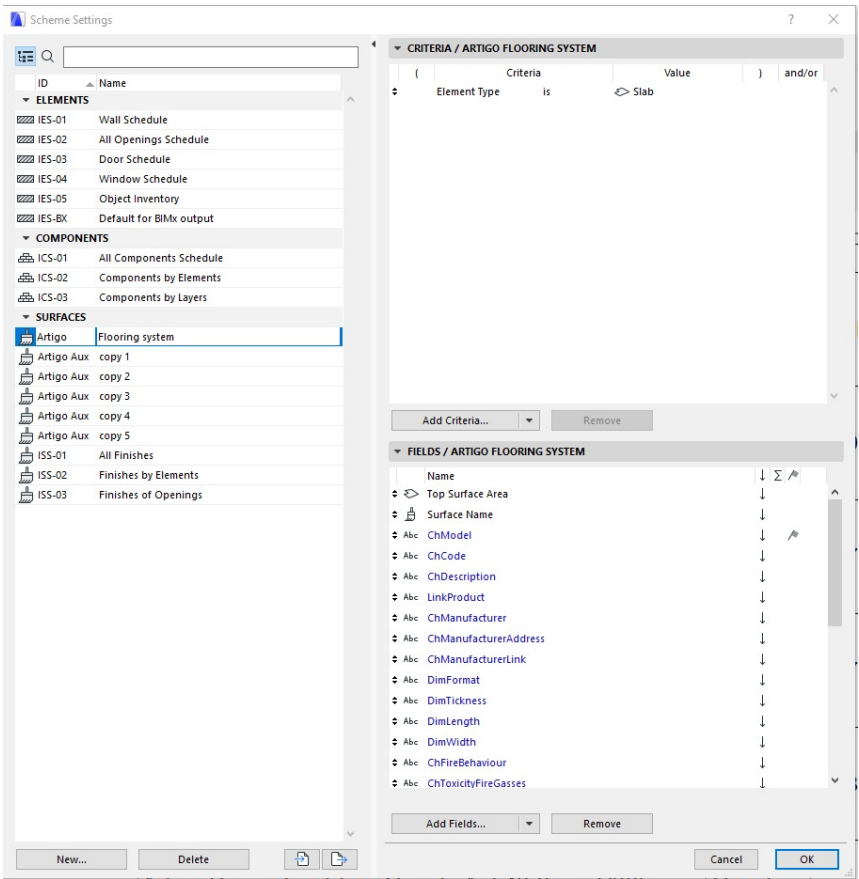 Scheme Settings
?
ID Name
ELEMENTS
IES-01 Wall Schedule
IES-02 All Openings Schedule
IES-03 Door Schedule
IES-04 Window Schedule
IES-05 Object Inventory
IES-BX Default for BIMx output
COMPONENTS
ICS-01 All Components Schedule
ICS-02 Components by Elements
ICS-03 Components by Layers
SURFACES
Artigo Flooring system
Artigo Aux copy 1
Artigo Aux copy 2
Artigo Aux copy 3
Artigo Aux copy 4
Artigo Aux copy 5
ISS-01 All Finishes
ISS-02 Finishes by Elements
ISS-03 Finishes of Openings
New...
Delete
CRITERIA / ARTIGO FLOORING SYSTEM
( Criteria Value ) and/or
Element Type is Slab
Add Criteria...
Remove
FIELDS / ARTIGO FLOORING SYSTEM
Name ↓ Σ
Top Surface Area ↓
Surface Name ↓
Abc ChModel ↓
Abc ChCode ↓
Abc ChDescription ↓
Abc LinkProduct ↓
Abc ChManufacturer ↓
Abc ChManufacturerAddress ↓
Abc ChManufacturerLink ↓
Abc DimFormat ↓
Abc DimTickness ↓
Abc DimLength ↓
Abc DimWidth ↓
Abc ChFireBehaviour ↓
Abc ChToxicityFireGasses ↓
Add Fields...
Remove
Cancel
OK